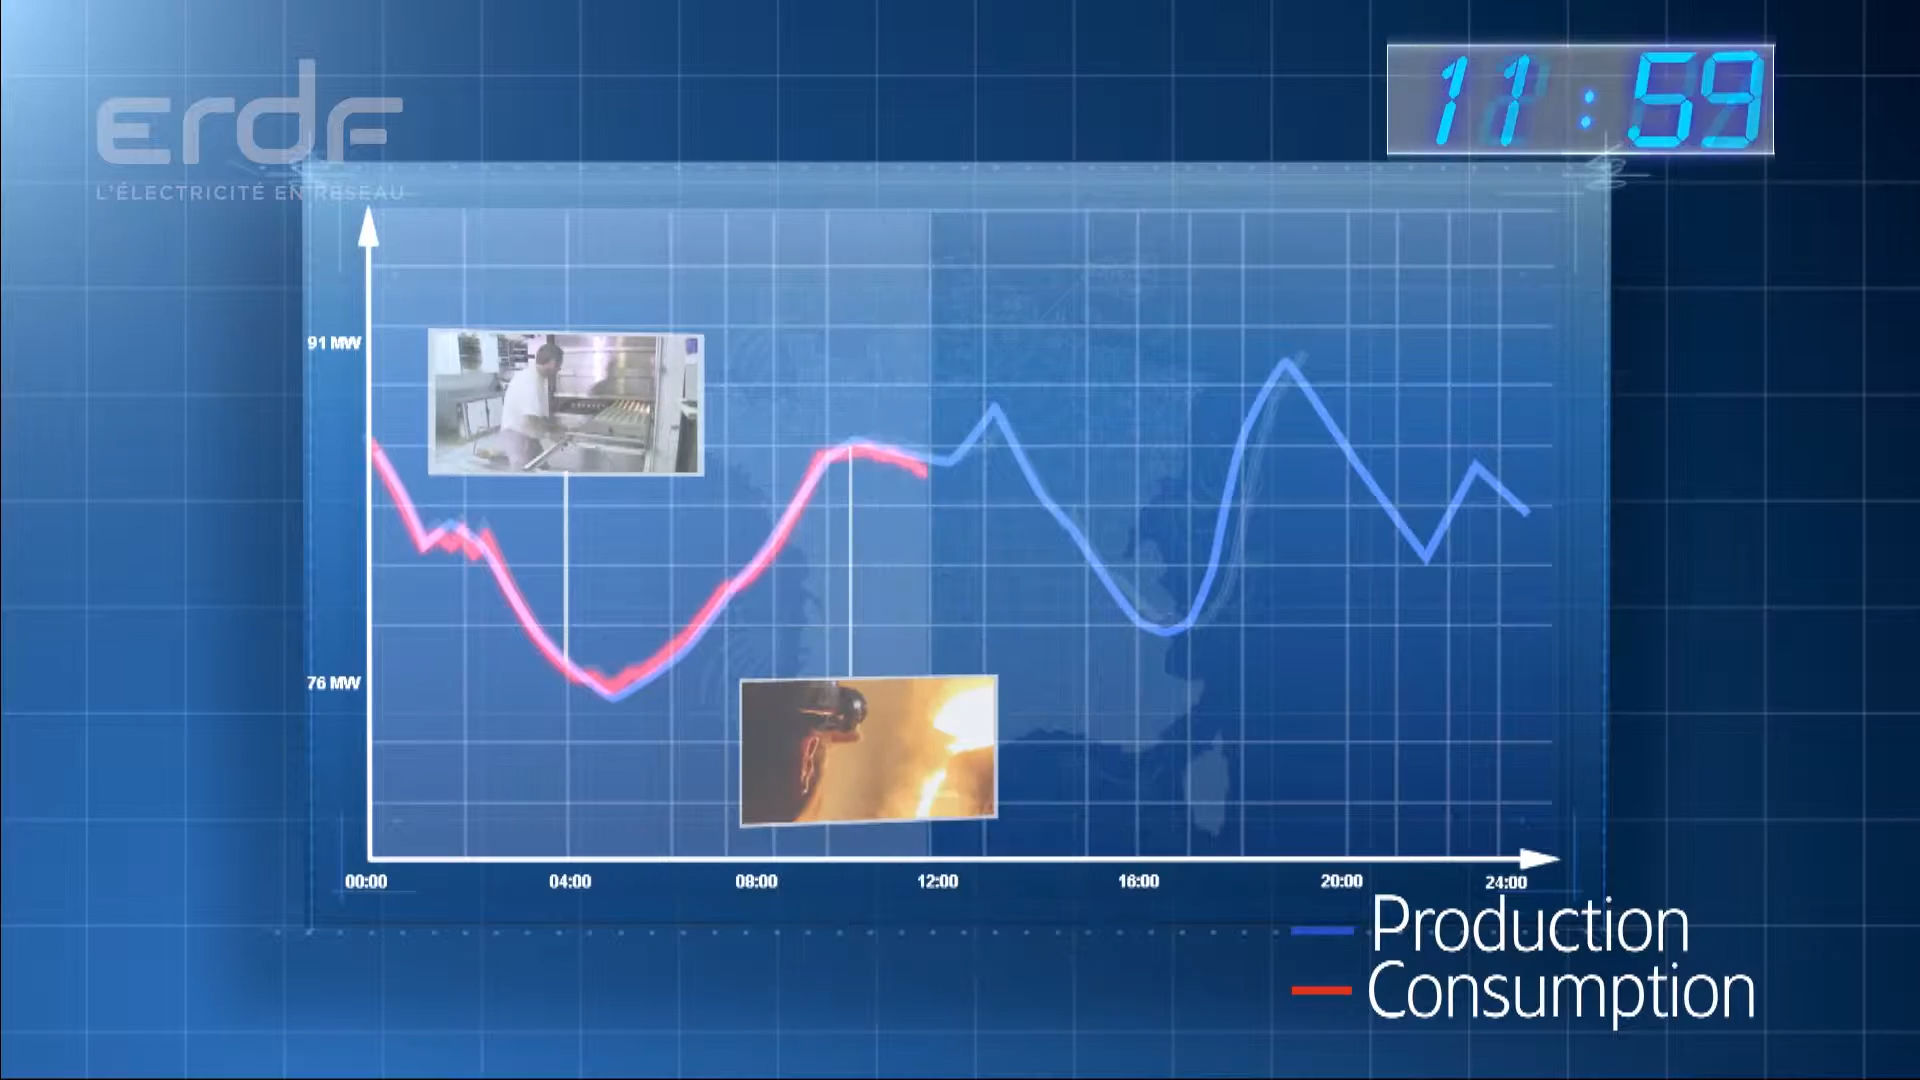 erdf
L'ÉLECTRICITÉ EN RÉSEAU
11:59
91 MW
76 MW
00:00 04:00 08:00 12:00 16:00 20:00 24:00
Production
Consumption